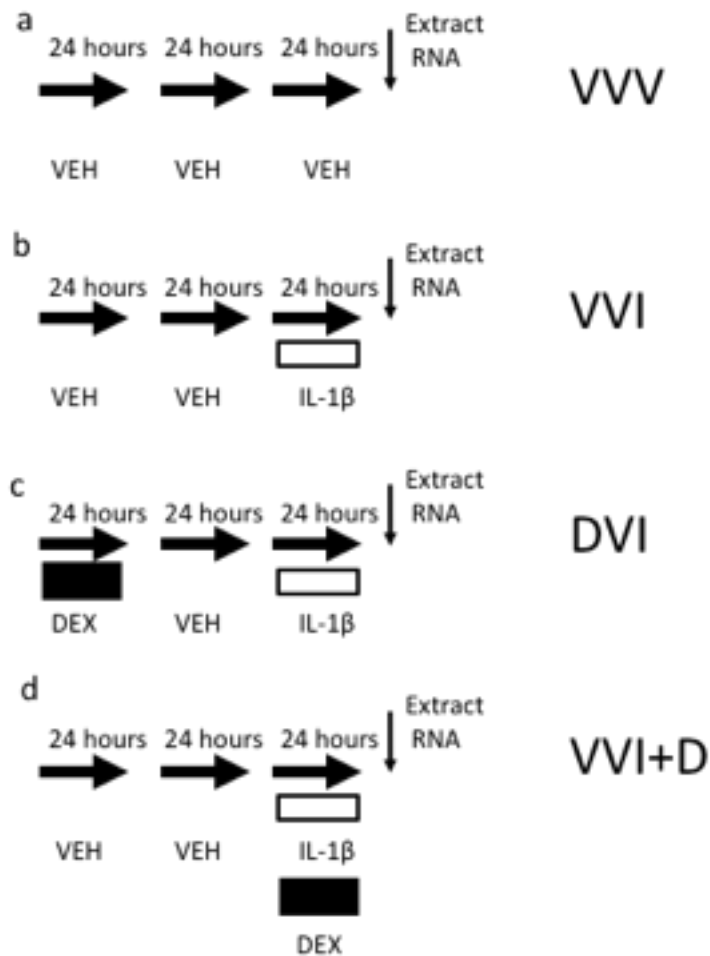 a
24 hours 24 hours 24 hours
Extract
RNA
VVV
VEH VEH VEH
b
24 hours 24 hours 24 hours
Extract
RNA
VVI
VEH VEH IL-1β
c
24 hours 24 hours 24 hours
Extract
RNA
DVI
DEX VEH IL-1β
d
24 hours 24 hours 24 hours
Extract
RNA
VVI+D
VEH VEH IL-1β
DEX